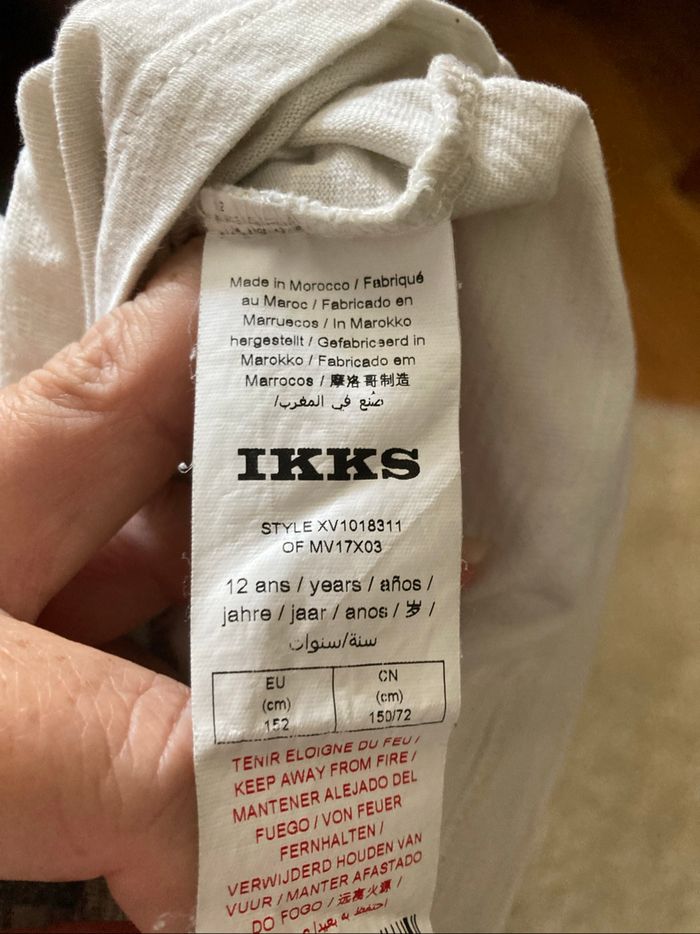 Made in Morocco / Fabriqué
au Maroc / Fabricado en
Marruecos / In Marokko
hergestellt / Gefabriceerd in
Marokko / Fabricado em
Marrocos / 摩洛哥制造
صنع في المغرب/
IKKS
STYLE XV1018311
OF MV17X03
12 ans / years / años /
jahre / jaar / anos / 岁 /
سنة/سنوات
EU
(cm)
152
CN
(cm)
150/72
TENIR ELOIGNE DU FEU /
KEEP AWAY FROM FIRE /
MANTENER ALEJADO DEL
FUEGO / VON FEUER
FERNHALTEN /
VERWIJDERD HOUDEN VAN
VUUR / MANTER AFASTADO
DO FOGO / 远离火源 /